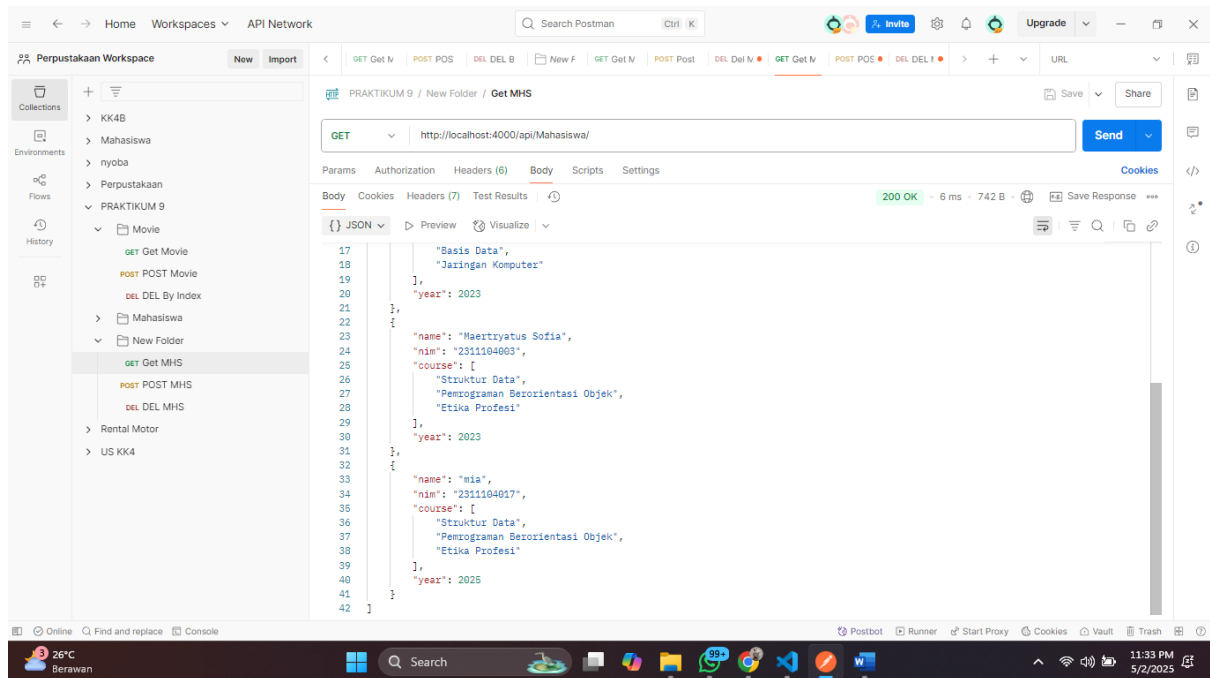 Home Workspaces API Network Search Postman Ctrl K Invite Upgrade
Perpustakaan Workspace New Import GET Get M POST POS DEL DEL B New F GET Get M POST Post DEL Del M GET Get M POST POS DEL DEL URL
Collections
Environments
Flows
History
KK4B
Mahasiswa
nyoba
Perpustakaan
PRAKTIKUM 9
Movie
GET Get Movie
POST POST Movie
DEL DEL By Index
Mahasiswa
New Folder
GET Get MHS
POST POST MHS
DEL DEL MHS
Rental Motor
US KK4
HTTP PRAKTIKUM 9 / New Folder / Get MHS Save Share
GET http://localhost:4000/api/Mahasiswa/ Send
Params Authorization Headers (6) Body Scripts Settings Cookies
Body Cookies Headers (7) Test Results 200 OK 6 ms 742 B Save Response
{} JSON Preview Visualize
17 "Basis Data",
18 "Jaringan Komputer"
19 ],
20 "year": 2023
21 },
22 {
23 "name": "Maertryatus Sofia",
24 "nim": "2311104003",
25 "course": [
26 "Struktur Data",
27 "Pemrograman Berorientasi Objek",
28 "Etika Profesi"
29 ],
30 "year": 2023
31 },
32 {
33 "name": "mia",
34 "nim": "2311104017",
35 "course": [
36 "Struktur Data",
37 "Pemrograman Berorientasi Objek",
38 "Etika Profesi"
39 ],
40 "year": 2025
41 }
42 ]
Online Find and replace Console Postbot Runner Start Proxy Cookies Vault Trash
3 26°C
Berawan
Search
99+
11:33 PM
5/2/2025